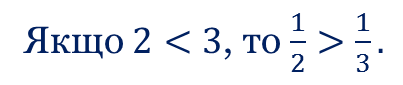 Якщо 2 < 3, то 1/2 > 1/3.